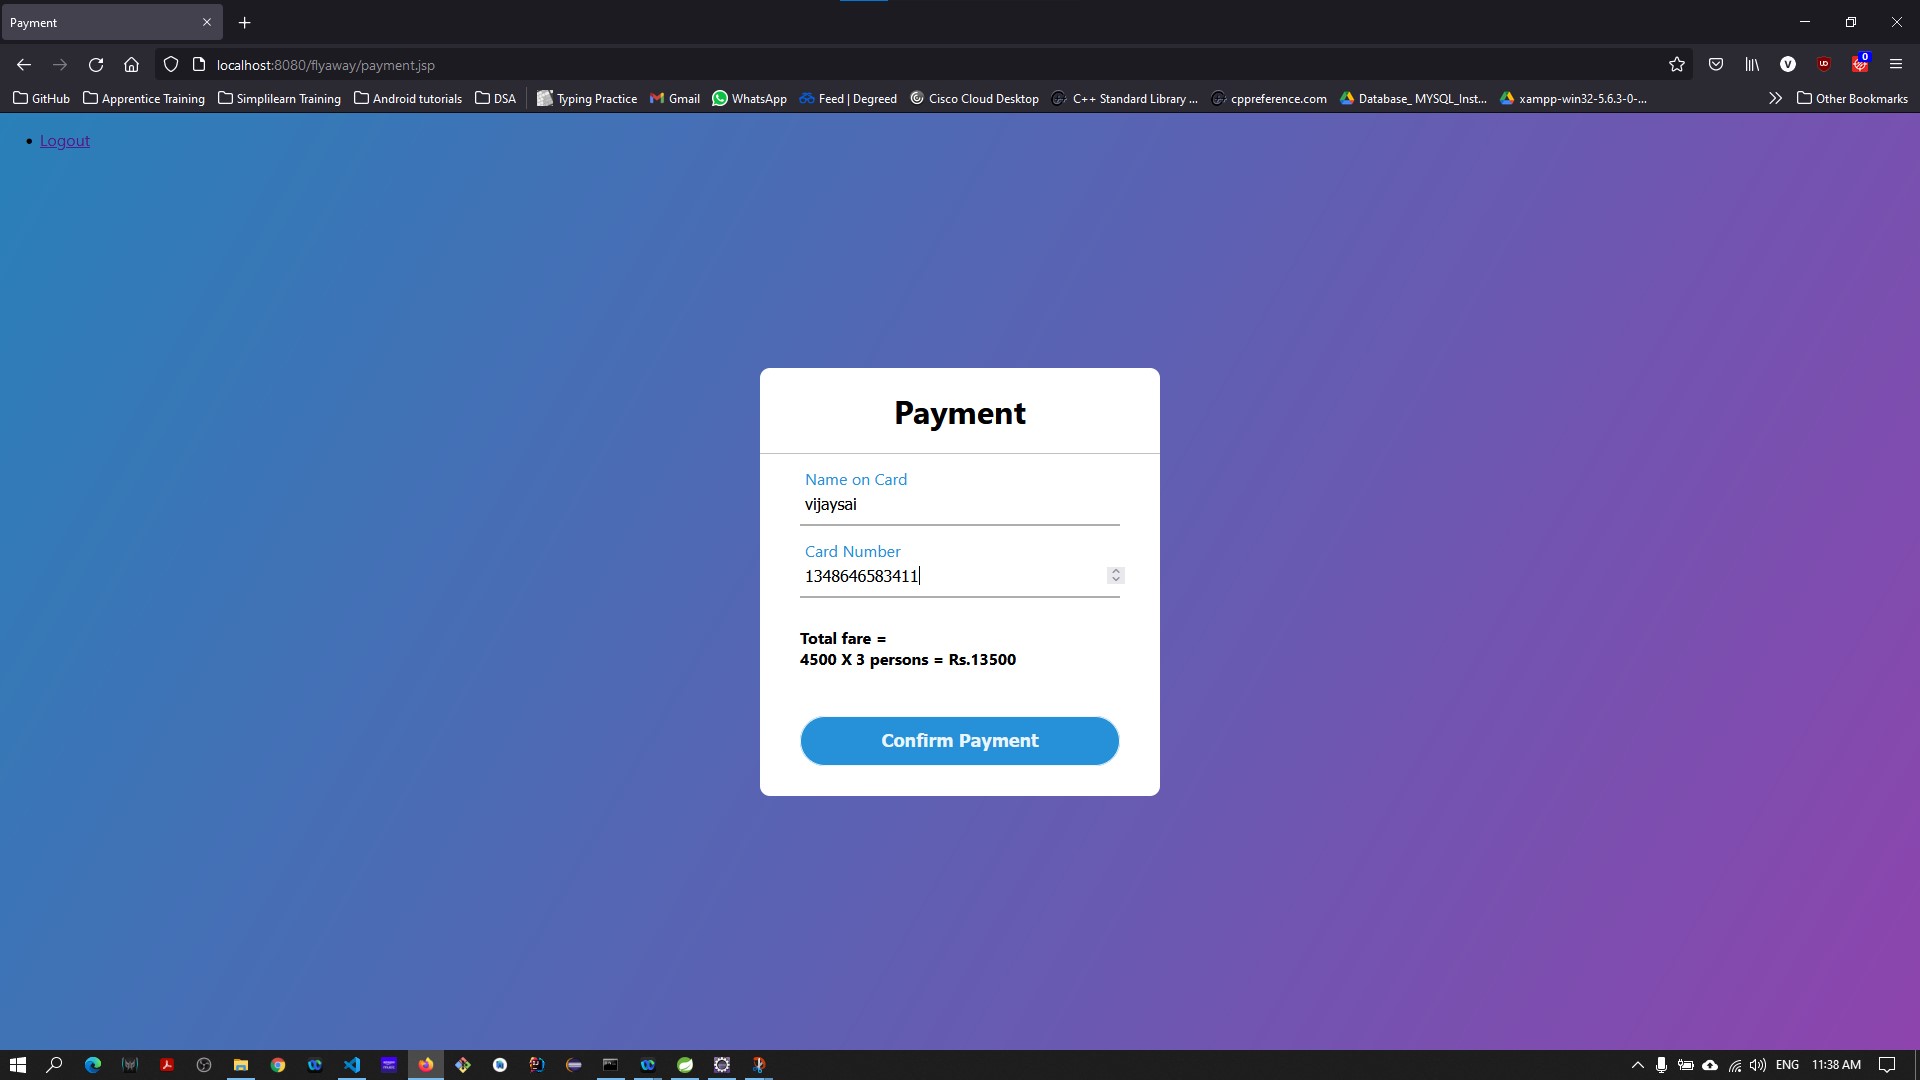 Payment
localhost:8080/flyaway/payment.jsp
0
GitHub Apprentice Training Simplilearn Training Android tutorials DSA Typing Practice Gmail WhatsApp Feed | Degreed Cisco Cloud Desktop C++ Standard Library ... cppreference.com Database_ MYSQL_Inst... xampp-win32-5.6.3-0-... Other Bookmarks
Logout
Payment
Name on Card
vijaysai
Card Number
1348646583411
Total fare =
4500 X 3 persons = Rs.13500
Confirm Payment
ENG 11:38 AM